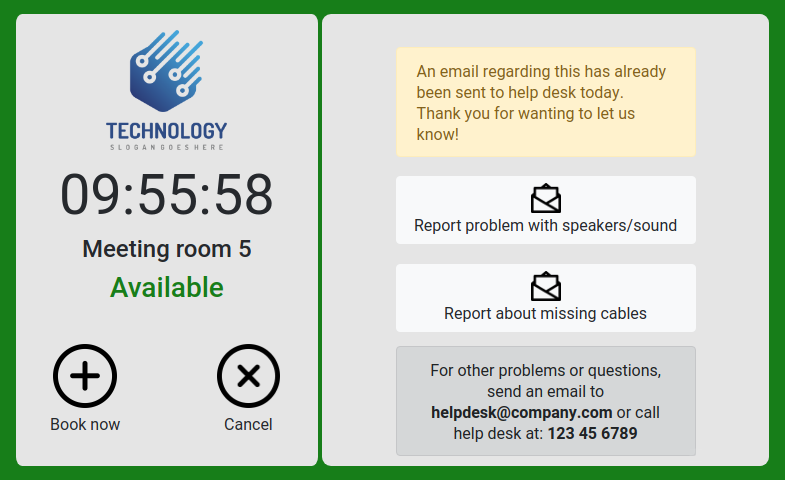 TECHNOLOGY
SLOGANGOESHERE
09:55:58
Meeting room 5
Available
Book now
Cancel
An email regarding this has already
been sent to help desk today.
Thank you for wanting to let us
know!
Report problem with speakers/sound
Report about missing cables
For other problems or questions,
send an email to
helpdesk@company.com or call
help desk at: 123 45 6789